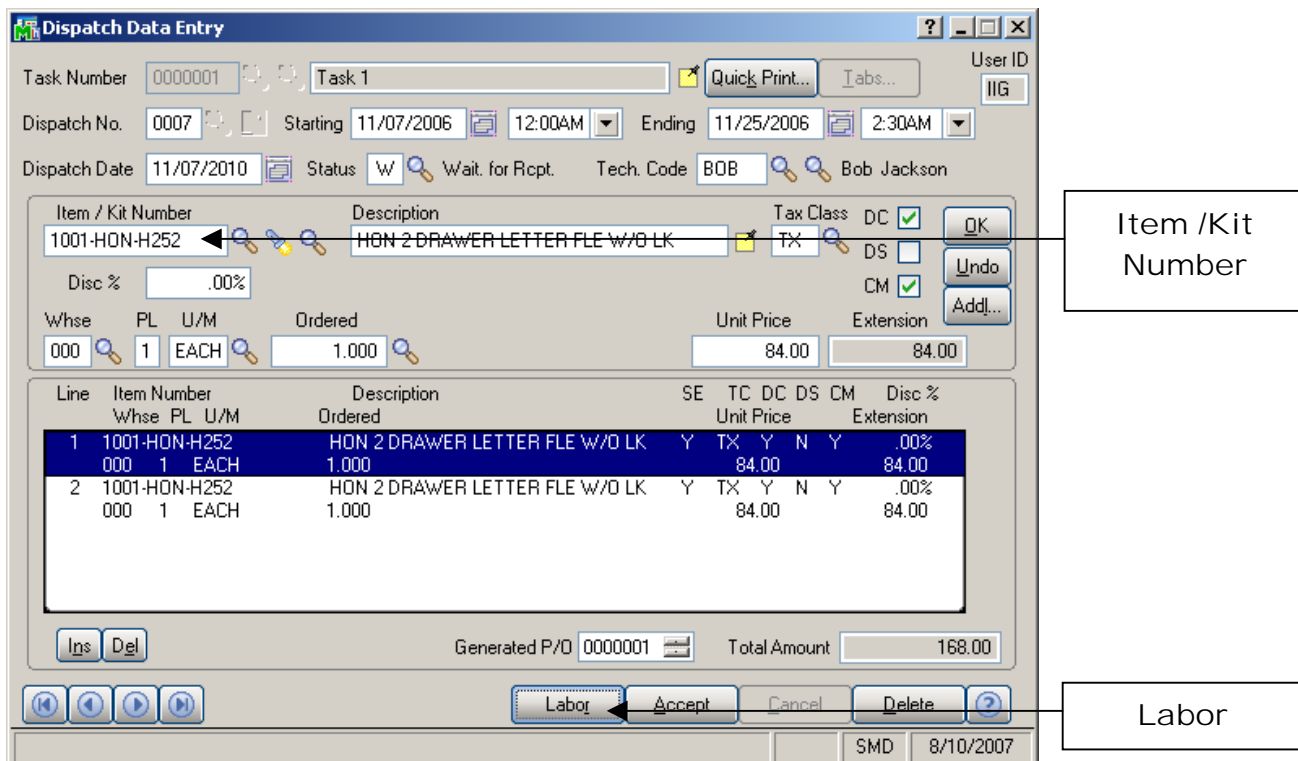 Dispatch Data Entry
User ID
Task Number 0000001 Task 1 Quick Print... Tabs... IIG
Dispatch No. 0007 Starting 11/07/2006 12:00AM Ending 11/25/2006 2:30AM
Dispatch Date 11/07/2010 Status W Wait. for Rcpt. Tech. Code BOB Bob Jackson
Item / Kit Number Description Tax Class DC OK
1001-HON-H252 HON 2 DRAWER LETTER FLE W/O LK TX DS
Disc % .00% CM Undo
Whse PL U/M Ordered Unit Price Extension Addl...
000 1 EACH 1.000 84.00 84.00
Line Item Number Description SE TC DC DS CM Disc %
Whse PL U/M Ordered Unit Price Extension
1 1001-HON-H252 HON 2 DRAWER LETTER FLE W/O LK Y TX Y N Y .00%
000 1 EACH 1.000 84.00 84.00
2 1001-HON-H252 HON 2 DRAWER LETTER FLE W/O LK Y TX Y N Y .00%
000 1 EACH 1.000 84.00 84.00
Ins Del Generated P/O 0000001 Total Amount 168.00
Labor Accept Cancel Delete
SMD 8/10/2007
Item /Kit
Number
Labor